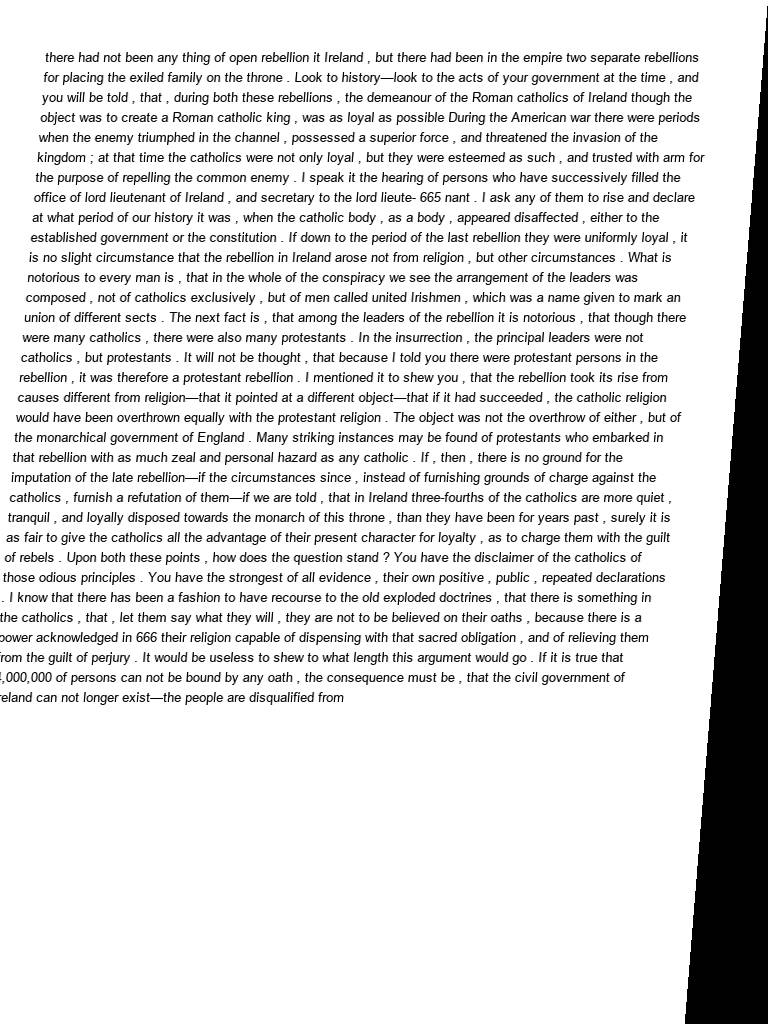 there had not been any thing of open rebellion it Ireland , but there had been in the empire two separate rebellions
for placing the exiled family on the throne . Look to history—look to the acts of your government at the time , and
you will be told , that , during both these rebellions , the demeanour of the Roman catholics of Ireland though the
object was to create a Roman catholic king , was as loyal as possible During the American war there were periods
when the enemy triumphed in the channel , possessed a superior force , and threatened the invasion of the
kingdom ; at that time the catholics were not only loyal , but they were esteemed as such , and trusted with arm for
the purpose of repelling the common enemy . I speak it the hearing of persons who have successively filled the
office of lord lieutenant of Ireland , and secretary to the lord lieute- 665 nant . I ask any of them to rise and declare
at what period of our history it was , when the catholic body , as a body , appeared disaffected , either to the
established government or the constitution . If down to the period of the last rebellion they were uniformly loyal , it
is no slight circumstance that the rebellion in Ireland arose not from religion , but other circumstances . What is
notorious to every man is , that in the whole of the conspiracy we see the arrangement of the leaders was
composed , not of catholics exclusively , but of men called united Irishmen , which was a name given to mark an
union of different sects . The next fact is , that among the leaders of the rebellion it is notorious , that though there
were many catholics , there were also many protestants . In the insurrection , the principal leaders were not
catholics , but protestants . It will not be thought , that because I told you there were protestant persons in the
rebellion , it was therefore a protestant rebellion . I mentioned it to shew you , that the rebellion took its rise from
causes different from religion—that it pointed at a different object—that if it had succeeded , the catholic religion
would have been overthrown equally with the protestant religion . The object was not the overthrow of either , but of
the monarchical government of England . Many striking instances may be found of protestants who embarked in
that rebellion with as much zeal and personal hazard as any catholic . If , then , there is no ground for the
imputation of the late rebellion—if the circumstances since , instead of furnishing grounds of charge against the
catholics , furnish a refutation of them—if we are told , that in Ireland three-fourths of the catholics are more quiet ,
tranquil , and loyally disposed towards the monarch of this throne , than they have been for years past , surely it is
as fair to give the catholics all the advantage of their present character for loyalty , as to charge them with the guilt
of rebels . Upon both these points , how does the question stand ? You have the disclaimer of the catholics of
those odious principles . You have the strongest of all evidence , their own positive , public , repeated declarations
. I know that there has been a fashion to have recourse to the old exploded doctrines , that there is something in
the catholics , that , let them say what they will , they are not to be believed on their oaths , because there is a
power acknowledged in 666 their religion capable of dispensing with that sacred obligation , and of relieving them
from the guilt of perjury . It would be useless to shew to what length this argument would go . If it is true that
4,000,000 of persons can not be bound by any oath , the consequence must be , that the civil government of
reland can not longer exist—the people are disqualified from